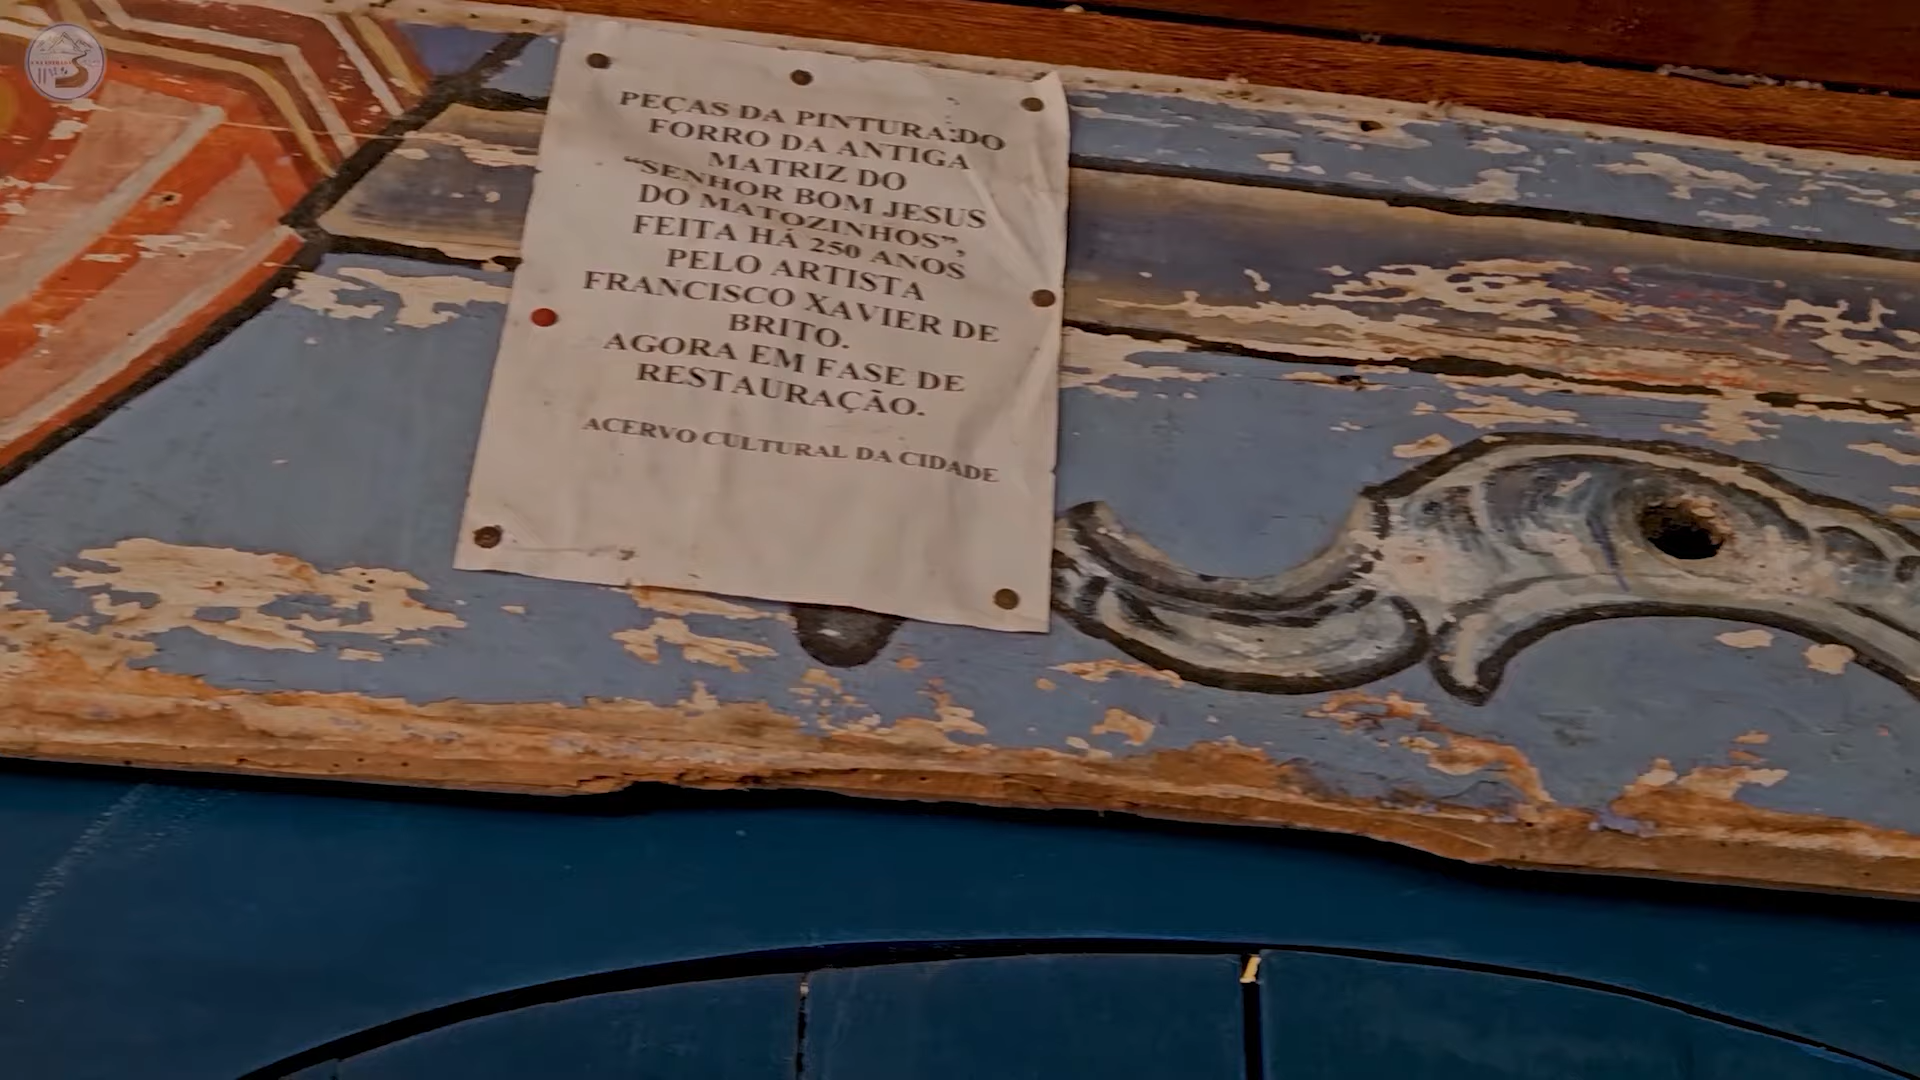 PEÇAS DA PINTURA DO
FORRO DA ANTIGA
MATRIZ DO
“SENHOR BOM JESUS
DO MATOZINHOS”,
FEITA HÁ 250 ANOS
PELO ARTISTA
FRANCISCO XAVIER DE
BRITO.
AGORA EM FASE DE
RESTAURAÇÃO.
ACERVO CULTURAL DA CIDADE